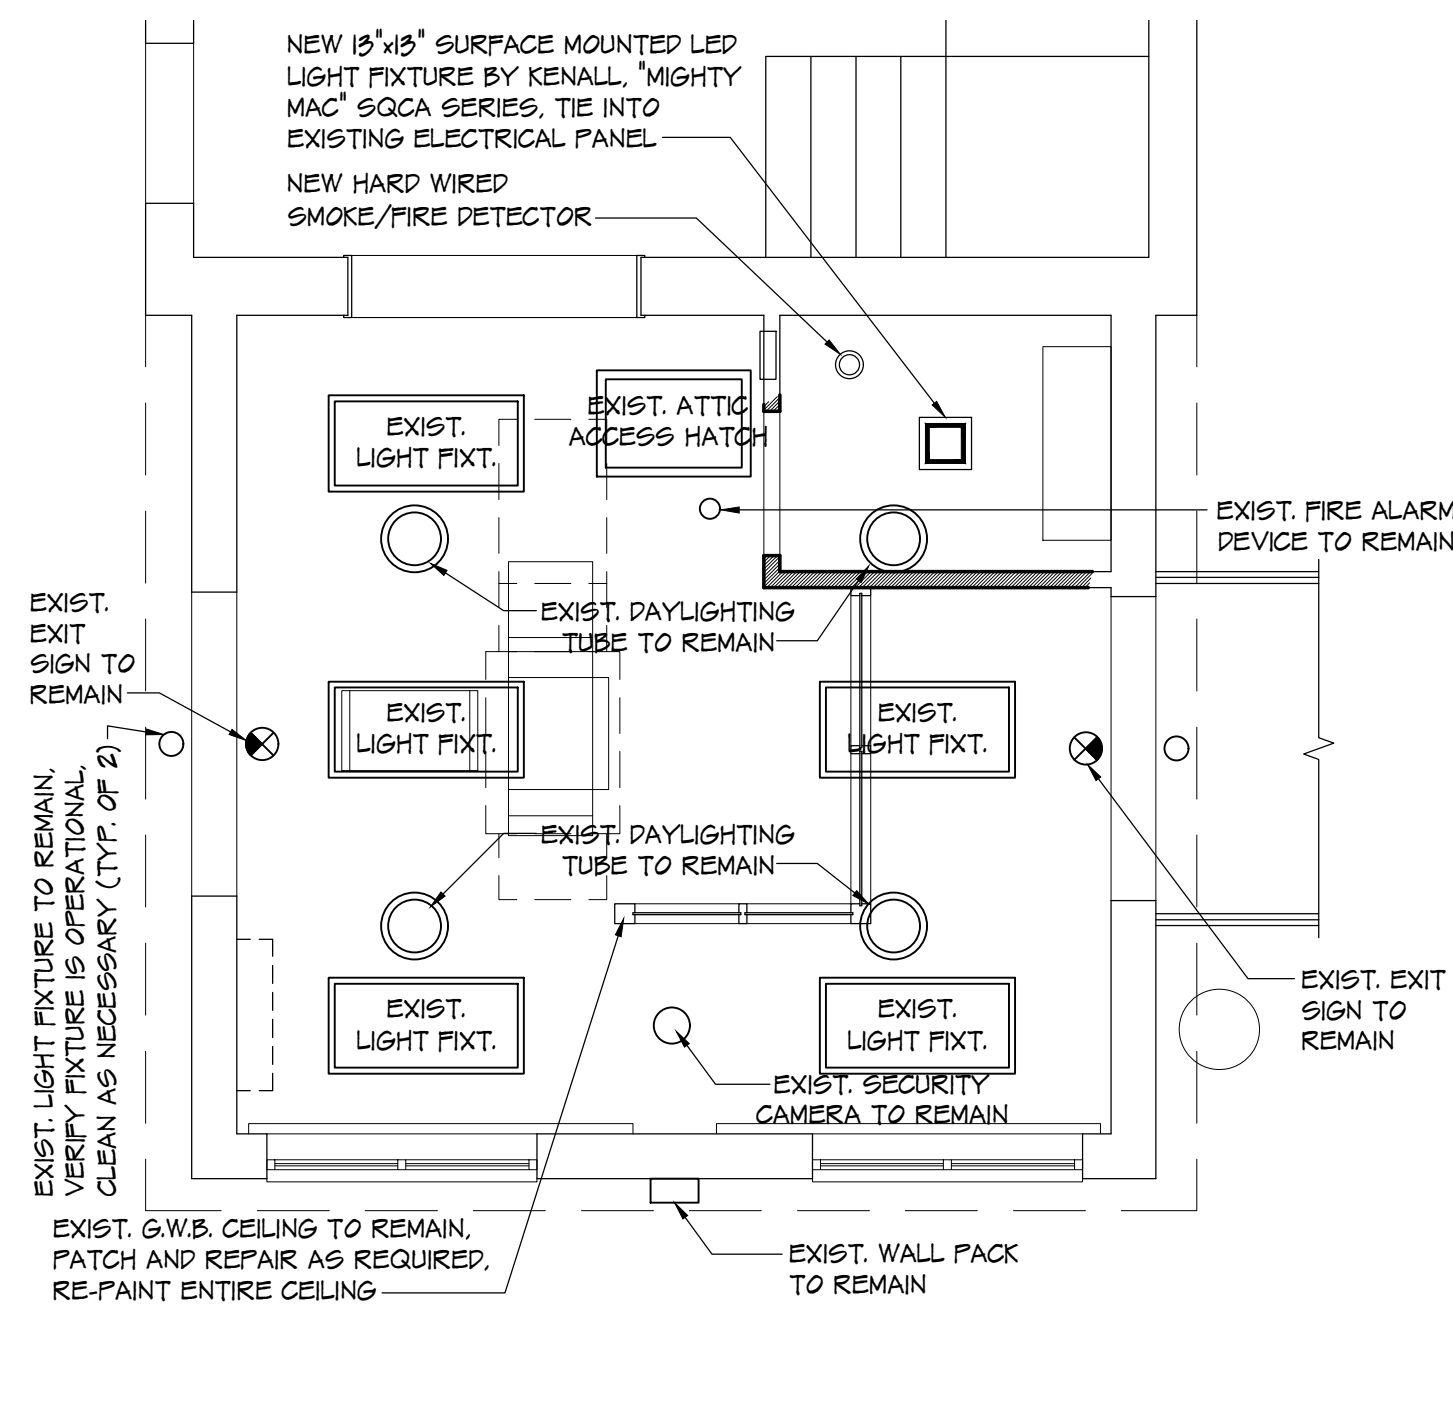 NEW 13"x13" SURFACE MOUNTED LED
LIGHT FIXTURE BY KENALL, "MIGHTY
MAC" SQCA SERIES, TIE INTO
EXISTING ELECTRICAL PANEL
NEW HARD WIRED
SMOKE/FIRE DETECTOR
EXIST.
LIGHT FIXT.
EXIST. ATTIC
ACCESS HATCH
EXIST. FIRE ALARM
DEVICE TO REMAIN
EXIST. DAYLIGHTING
TUBE TO REMAIN
EXIST.
EXIT
SIGN TO
REMAIN
EXIST.
LIGHT FIXT.
EXIST.
LIGHT FIXT.
EXIST. LIGHT FIXTURE TO REMAIN,
VERIFY FIXTURE IS OPERATIONAL,
CLEAN AS NECESSARY (TYP. OF 2)
EXIST. DAYLIGHTING
TUBE TO REMAIN
EXIST. EXIT
SIGN TO
REMAIN
EXIST.
LIGHT FIXT.
EXIST.
LIGHT FIXT.
EXIST. SECURITY
CAMERA TO REMAIN
EXIST. G.W.B. CEILING TO REMAIN,
PATCH AND REPAIR AS REQUIRED,
RE-PAINT ENTIRE CEILING
EXIST. WALL PACK
TO REMAIN